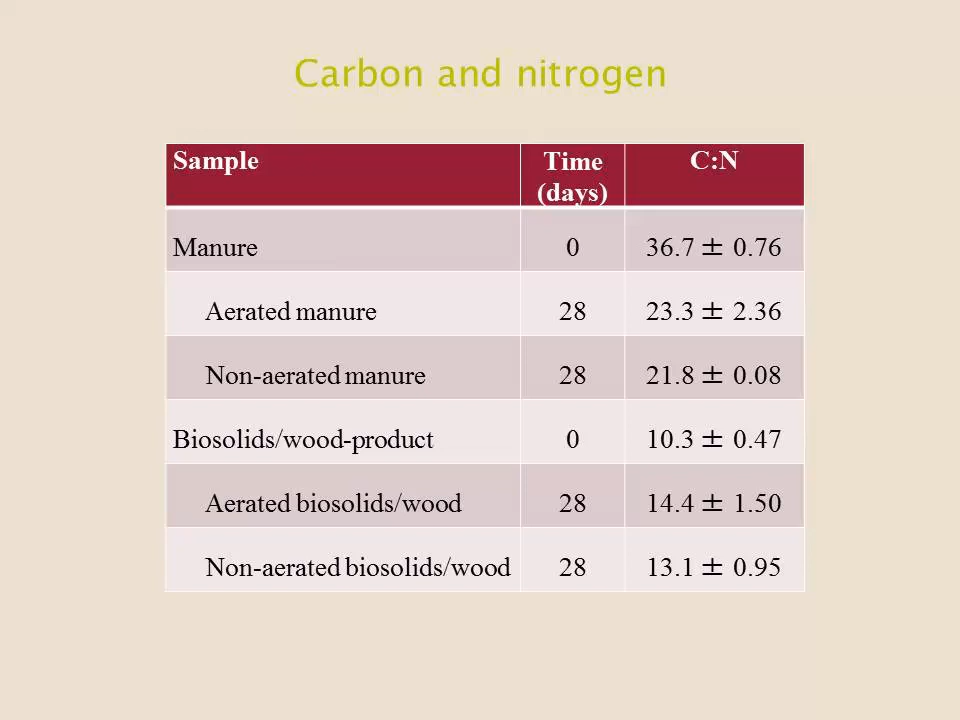 Carbon and nitrogen
Sample Time (days) C:N
Manure 0 36.7 ± 0.76
Aerated manure 28 23.3 ± 2.36
Non-aerated manure 28 21.8 ± 0.08
Biosolids/wood-product 0 10.3 ± 0.47
Aerated biosolids/wood 28 14.4 ± 1.50
Non-aerated biosolids/wood 28 13.1 ± 0.95